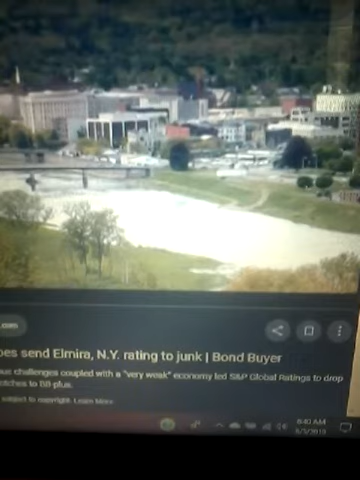 .com
oes send Elmira, N.Y. rating to junk | Bond Buyer
challenges coupled with a "very weak" economy led S&P Global Ratings to drop
to BB-plus.
subject to copyright. Learn More
8:40 AM